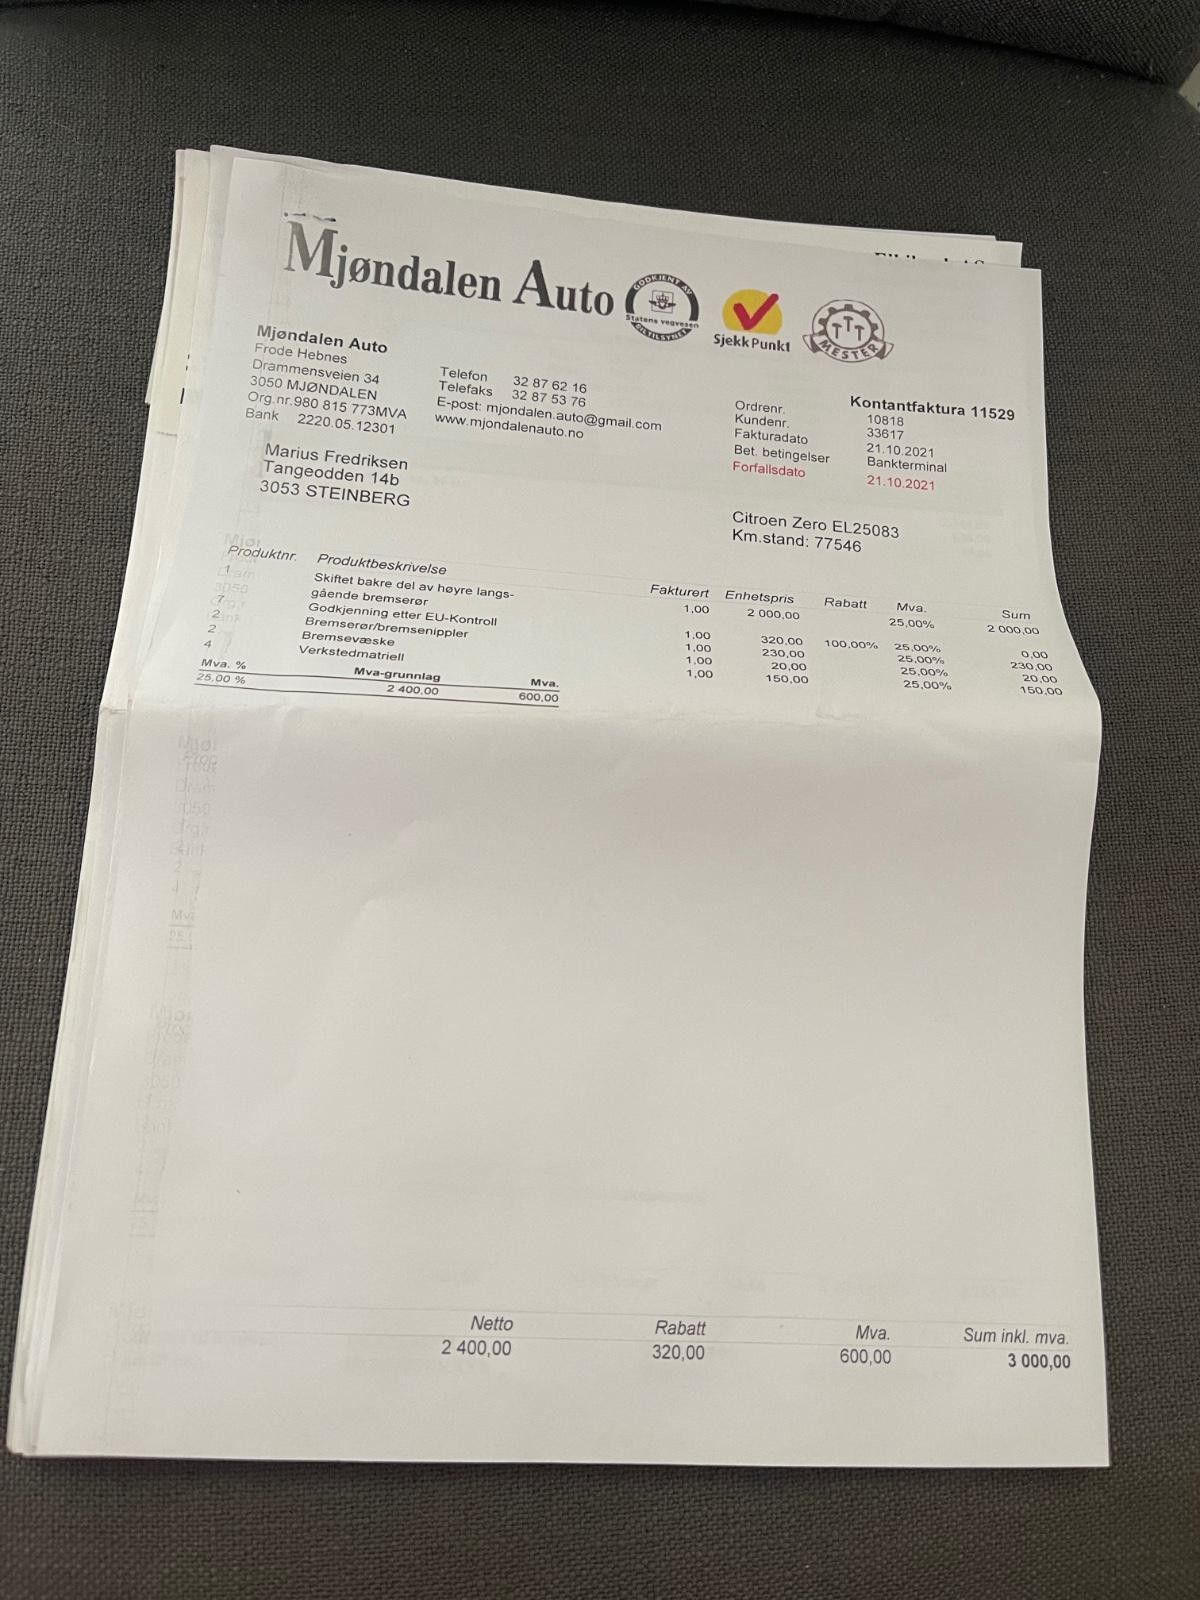 Mjøndalen Auto
GODKJENT AV
Statens vegvesen
BILTILSYNET
SjekkPunkt
MESTER
Mjøndalen Auto
Frode Hebnes
Drammensveien 34
3050 MJØNDALEN
Org.nr.980 815 773MVA
Bank 2220.05.12301
Telefon 32 87 62 16
Telefaks 32 87 53 76
E-post: mjondalen.auto@gmail.com
www.mjondalenauto.no
Kontantfaktura 11529
Ordrenr. 10818
Kundenr. 33617
Fakturadato 21.10.2021
Bet. betingelser Bankterminal
Forfallsdato 21.10.2021
Marius Fredriksen
Tangeodden 14b
3053 STEINBERG
Citroen Zero EL25083
Km.stand: 77546
Produktnr. Produktbeskrivelse Fakturert Enhetspris Rabatt Mva. Sum
1 Skiftet bakre del av høyre langs- 1,00 2 000,00 25,00% 2 000,00
gående bremserør
7 Godkjenning etter EU-Kontroll 1,00 320,00 100,00% 25,00% 0,00
2 Bremserør/bremsenippler 1,00 230,00 25,00% 230,00
2 Bremsevæske 1,00 20,00 25,00% 20,00
4 Verkstedmatriell 1,00 150,00 25,00% 150,00
Mva. % Mva-grunnlag Mva.
25,00 % 2 400,00 600,00
Netto Rabatt Mva. Sum inkl. mva.
2 400,00 320,00 600,00 3 000,00